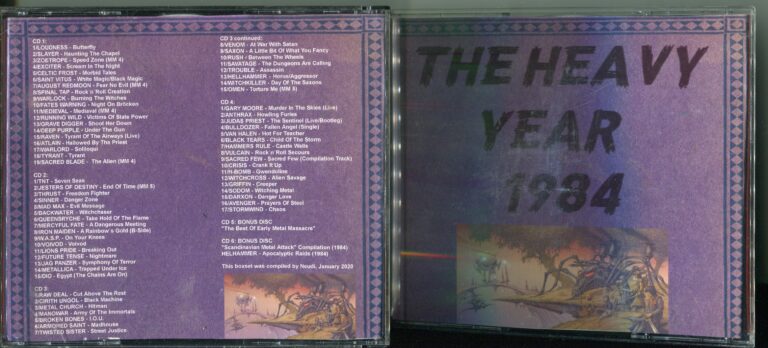 CD 1:
1/LOUDNESS - Butterfly
2/SLAYER - Haunting The Chapel
3/ZOETROPE - Speed Zone (MM 4)
4/EXCITER - Scream In The Night
5/CELTIC FROST - Morbid Tales
6/SAINT VITUS - White Magic/Black Magic
7/AUGUST REDMOON - Fear No Evil (MM 4)
8/SPINAL TAP - Rock´n´Roll Creation
9/WARLOCK - Burning The Witches
10/FATES WARNING - Night On Bröcken
11/MEDIEVAL - Medieval (MM 4)
12/RUNNING WILD - Victims Of State Power
13/GRAVE DIGGER - Shoot Her Down
14/DEEP PURPLE - Under The Gun
15/RAVEN - Tyrant Of The Airways (Live)
16/ATLAIN - Hallowed By The Priest
17/WARLORD - Soliloqui
18/TYRANT - Tyrant
19/SACRED BLADE - The Alien (MM 4)
CD 2:
1/TNT - Seven Seas
2/JESTERS OF DESTINY - End Of Time (MM 5)
3/THRUST - Freedom Fighter
4/SINNER - Danger Zone
5/MAD MAX - Evil Message
6/QUEENSRYCHE - Take Hold Of The Flame
7/MERCYFUL FATE - A Dangerous Meeting
8/IRON MAIDEN - A Rainbow´s Gold (B-Side)
9/W.A.S.P. - On Your Knees
10/VOIVOD - Voivod
11/LIONS PRIDE - Breaking Out
12/FUTURE TENSE - Nightmare
13/JAG PANZER - Symphony Of Terror
14/METALLICA - Trapped Under Ice
15/DIO - Egypt (The Chains Are On)
CD 3:
1/RAW DEAL - Cut Above The Rest
2/CIRITH UNGOL - Black Machine
3/METAL CHURCH - Hitman
4/MANOWAR - Army Of The Immortals
5/BROKEN BONES - I.O.U.
6/ARMORED SAINT - Madhouse
7/TWISTED SISTER - Street Justice
CD 3 continued:
8/VENOM - At War With Satan
9/SAXON - A Little Bit Of What You Fancy
10/RUSH - Between The Wheels
11/SAVATAGE - The Dungeons Are Calling
12/TROUBLE - Assassin
13/HELLHAMMER - Horus/Aggressor
14/WITCHKILLER - Day Of The Saxons
15/OMEN - Torture Me (MM 5)
CD 4:
1/GARY MOORE - Murder In The Skies (Live)
2/ANTHRAX - Howling Furies
3/JUDAS PRIEST - The Sentinel (Live/Bootleg)
4/BULLDOZER - Fallen Angel (Single)
5/VAN HALEN - Hot For Teacher
6/BLACK TEARS - Child Of The Storm
7/HAMMERS RULE - Castle Walls
8/VULCAIN - Rock´n´Roll Secours
9/SACRED FEW - Sacred Few (Compilation Track)
10/CRISIS - Crank It Up
11/H-BOMB - Gwendoline
12/WITCHCROSS - Alien Savage
13/GRIFFIN - Creeper
14/SODOM - Witching Metal
15/DARXON - Danger Love
16/AVENGER - Prayers Of Steel
17/STORMWIND - Chaos
CD 5: BONUS DISC
"The Best Of Early Metal Massacre"
CD 6: BONUS DISC
"Scandinavian Metal Attack" Compilation (1984)
HELHAMMER - Apocalyptic Raids (1984)
This boxset was compiled by Neudi, January 2020
THE HEAVY
YEAR
1984